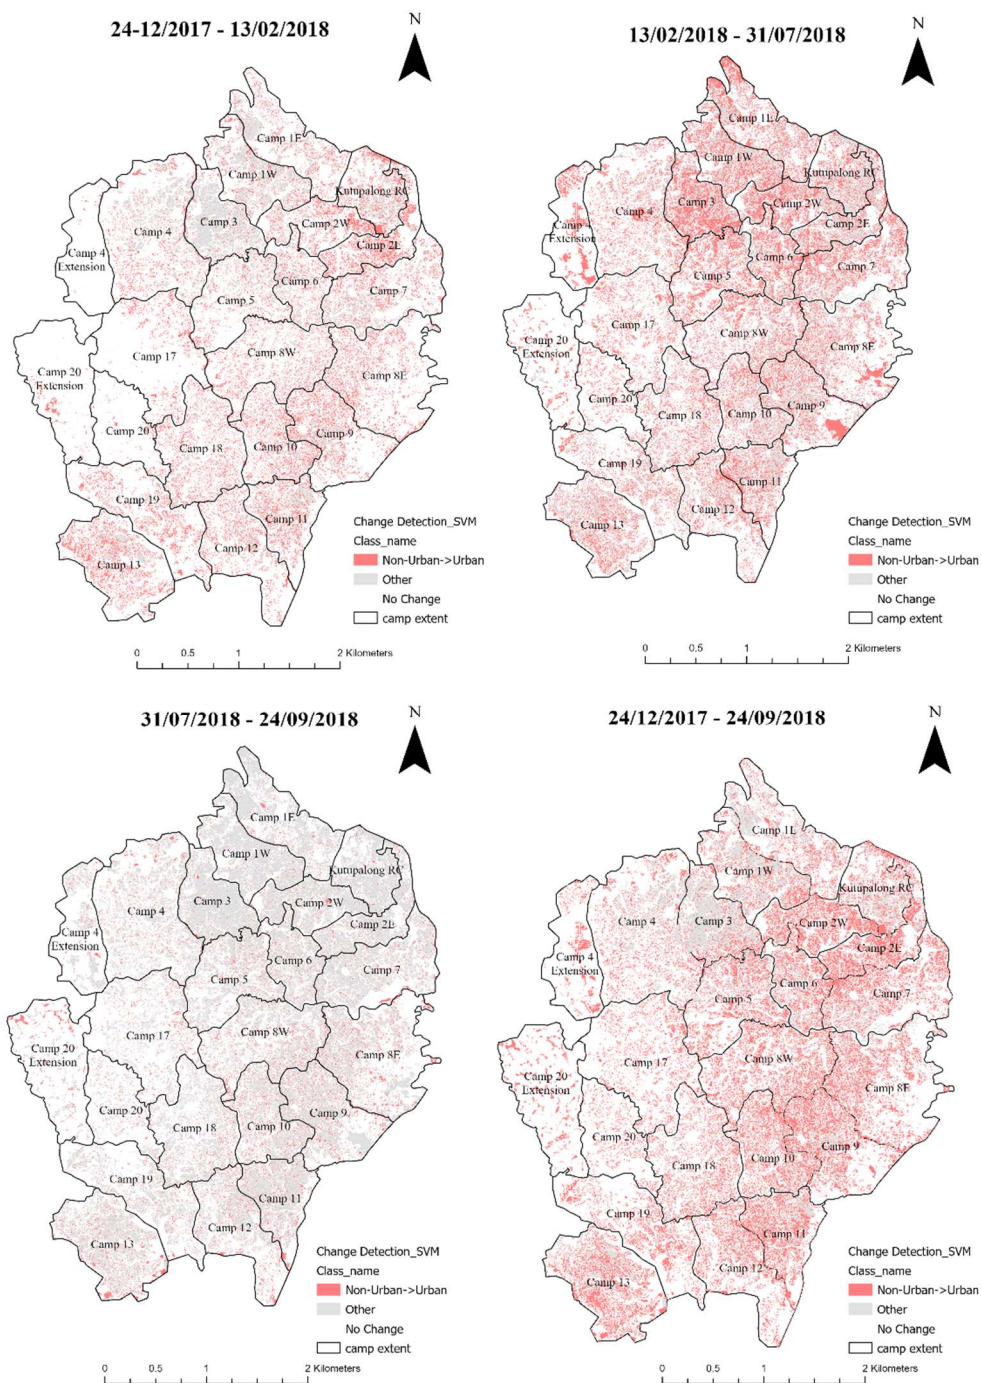 24-12/2017 - 13/02/2018
N
Camp 1E
Camp 1W
Kutupalong RC
Camp 3
Camp 2W
Camp 4
Camp 2E
Camp 4
Extension
Camp 6
Camp 7
Camp 5
Camp 17
Camp 8W
Camp 20
Extension
Camp 8E
Camp 20
Camp 9
Camp 18
Camp 10
Camp 19
Camp 11
Camp 12
Camp 13
Change Detection_SVM
Class_name
Non-Urban->Urban
Other
No Change
camp extent
0 0.5 1 2 Kilometers
13/02/2018 - 31/07/2018
N
Camp 1E
Camp 1W
Kutupalong RC
Camp 3
Camp 2W
Camp 4
Camp 2E
Camp 4
Extension
Camp 6
Camp 7
Camp 5
Camp 17
Camp 8W
Camp 8E
Camp 20
Extension
Camp 20
Camp 9
Camp 18
Camp 10
Camp 19
Camp 11
Camp 12
Camp 13
Change Detection_SVM
Class_name
Non-Urban->Urban
Other
No Change
camp extent
0 0.5 1 2 Kilometers
31/07/2018 - 24/09/2018
N
Camp 1E
Camp 1W
Kutupalong RC
Camp 3
Camp 2W
Camp 4
Camp 2E
Camp 4
Extension
Camp 6
Camp 7
Camp 5
Camp 17
Camp 8W
Camp 20
Extension
Camp 8E
Camp 20
Camp 9
Camp 18
Camp 10
Camp 19
Camp 11
Camp 12
Camp 13
Change Detection_SVM
Class_name
Non-Urban->Urban
Other
No Change
camp extent
0 0.5 1 2 Kilometers
24/12/2017 - 24/09/2018
N
Camp 1E
Camp 1W
Kutupalong RC
Camp 3
Camp 2W
Camp 4
Camp 2E
Camp 4
Extension
Camp 6
Camp 7
Camp 5
Camp 17
Camp 8W
Camp 20
Extension
Camp 8E
Camp 20
Camp 9
Camp 18
Camp 10
Camp 19
Camp 11
Camp 12
Camp 13
Change Detection_SVM
Class_name
Non-Urban->Urban
Other
No Change
camp extent
0 0.5 1 2 Kilometers